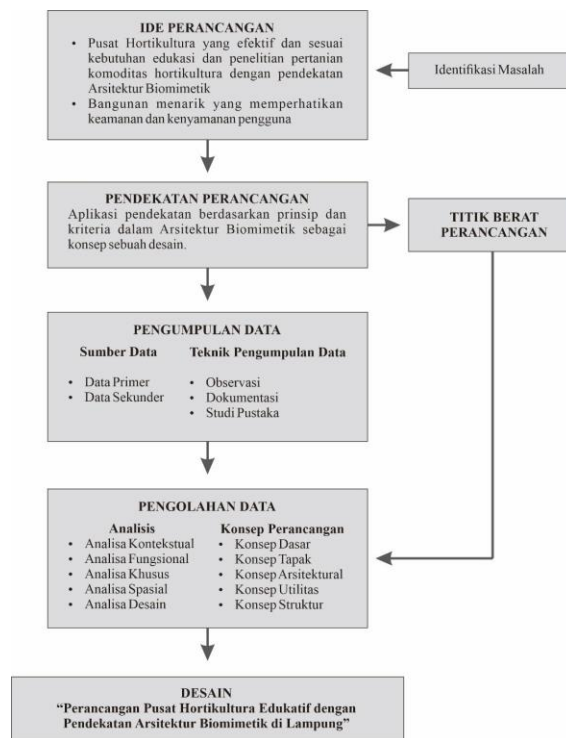 IDE PERANCANGAN
• Pusat Hortikultura yang efektif dan sesuai
kebutuhan edukasi dan penelitian pertanian
komoditas hortikultura dengan pendekatan
Arsitektur Biomimetik
• Bangunan menarik yang memperhatikan
keamanan dan kenyamanan pengguna
Identifikasi Masalah
PENDEKATAN PERANCANGAN
Aplikasi pendekatan berdasarkan prinsip dan
kriteria dalam Arsitektur Biomimetik sebagai
konsep sebuah desain.
TITIK BERAT
PERANCANGAN
PENGUMPULAN DATA
Sumber Data
• Data Primer
• Data Sekunder
Teknik Pengumpulan Data
• Observasi
• Dokumentasi
• Studi Pustaka
PENGOLAHAN DATA
Analisis
• Analisa Kontekstual
• Analisa Fungsional
• Analisa Khusus
• Analisa Spasial
• Analisa Desain
Konsep Perancangan
• Konsep Dasar
• Konsep Tapak
• Konsep Arsitektural
• Konsep Utilitas
• Konsep Struktur
DESAIN
“Perancangan Pusat Hortikultura Edukatif dengan
Pendekatan Arsitektur Biomimetik di Lampung”